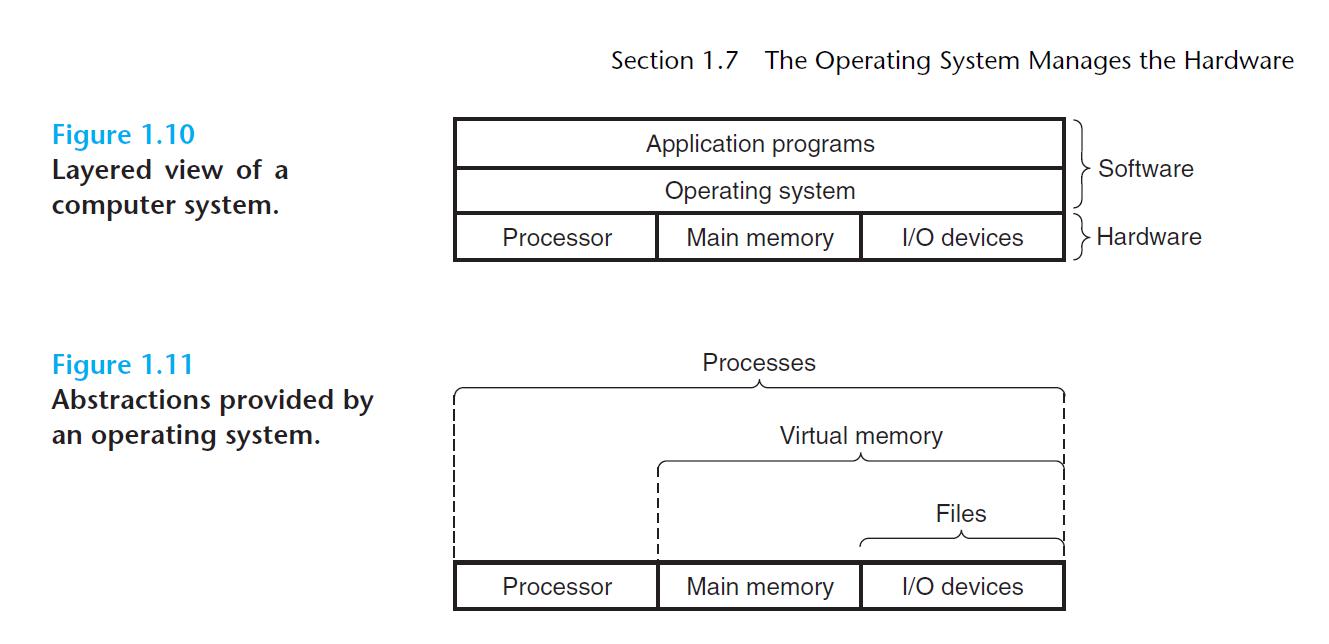 Section 1.7 The Operating System Manages the Hardware
Figure 1.10
Layered view of a
computer system.
Application programs
Operating system
Processor Main memory I/O devices
Software
Hardware
Figure 1.11
Abstractions provided by
an operating system.
Processes
Virtual memory
Files
Processor Main memory I/O devices